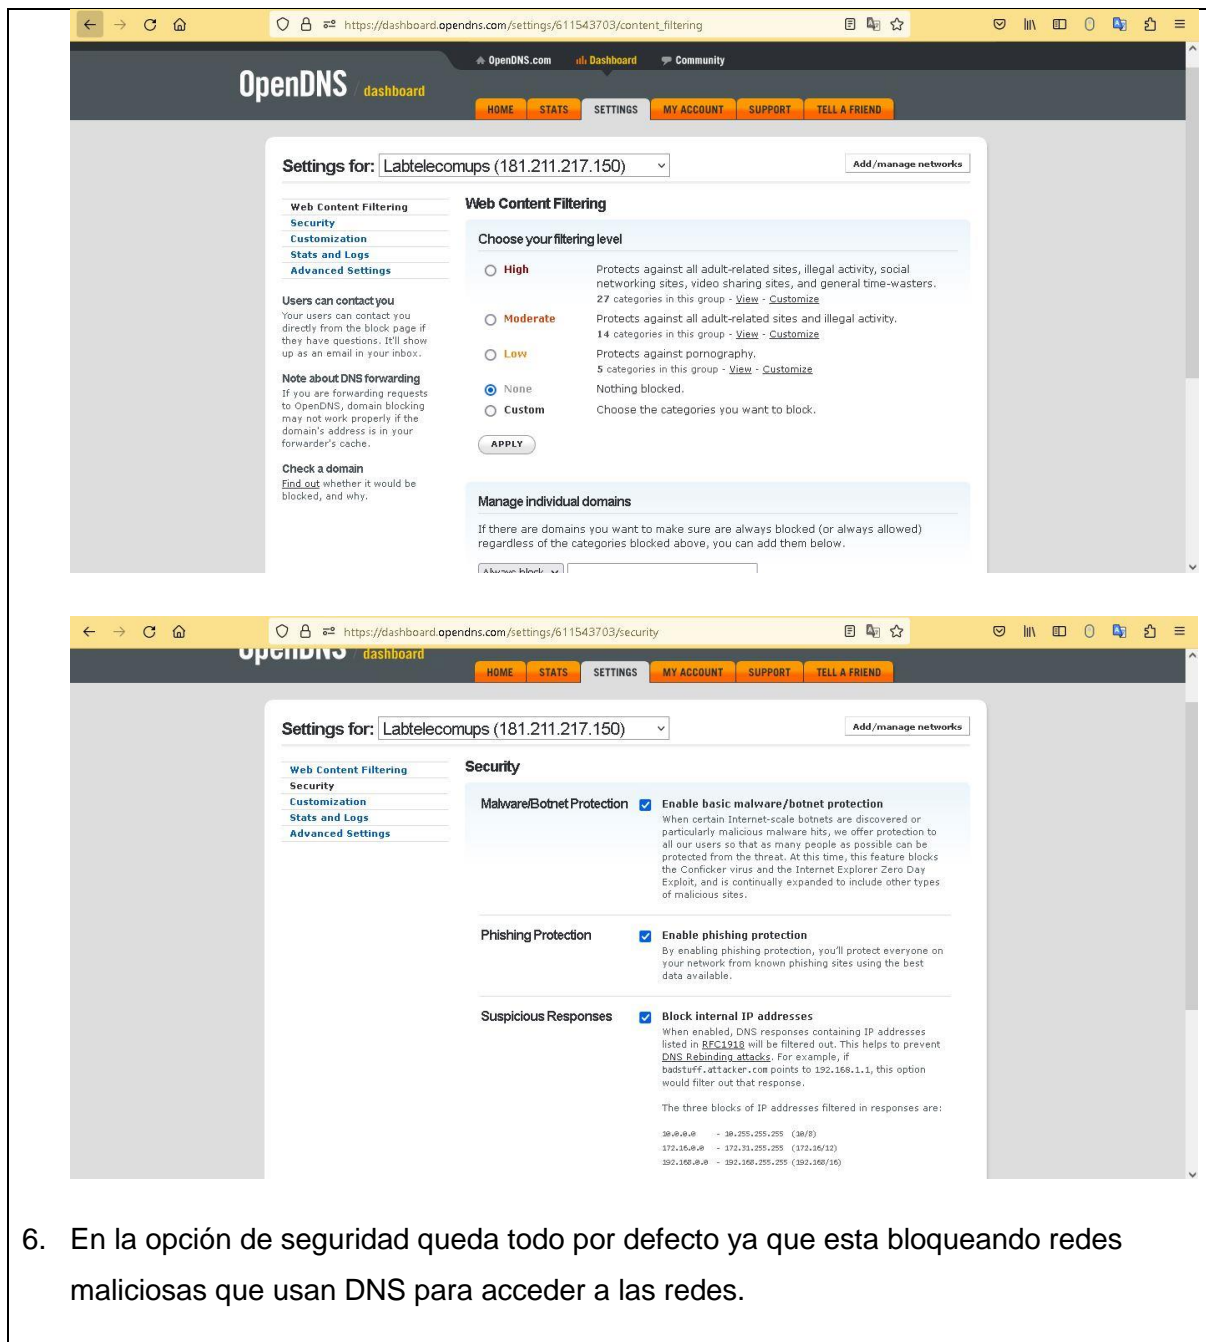 https://dashboard.opendns.com/settings/611543703/content_filtering
OpenDNS.com Dashboard Community
OpenDNS / dashboard
HOME STATS SETTINGS MY ACCOUNT SUPPORT TELL A FRIEND
Settings for: Labtelecomups (181.211.217.150) Add/manage networks
Web Content Filtering
Security
Customization
Stats and Logs
Advanced Settings
Users can contact you
Your users can contact you
directly from the block page if
they have questions. It'll show
up as an email in your inbox.
Note about DNS forwarding
If you are forwarding requests
to OpenDNS, domain blocking
may not work properly if the
domain's address is in your
forwarder's cache.
Check a domain
Find out whether it would be
blocked, and why.
Web Content Filtering
Choose your filtering level
High Protects against all adult-related sites, illegal activity, social
networking sites, video sharing sites, and general time-wasters.
27 categories in this group - View - Customize
Moderate Protects against all adult-related sites and illegal activity.
14 categories in this group - View - Customize
Low Protects against pornography.
5 categories in this group - View - Customize
None Nothing blocked.
Custom Choose the categories you want to block.
APPLY
Manage individual domains
If there are domains you want to make sure are always blocked (or always allowed)
regardless of the categories blocked above, you can add them below.
Always block
https://dashboard.opendns.com/settings/611543703/security
OpenDNS / dashboard
HOME STATS SETTINGS MY ACCOUNT SUPPORT TELL A FRIEND
Settings for: Labtelecomups (181.211.217.150) Add/manage networks
Web Content Filtering
Security
Customization
Stats and Logs
Advanced Settings
Security
Malware/Botnet Protection Enable basic malware/botnet protection
When certain Internet-scale botnets are discovered or
particularly malicious malware hits, we offer protection to
all our users so that as many people as possible can be
protected from the threat. At this time, this feature blocks
the Conficker virus and the Internet Explorer Zero Day
Exploit, and is continually expanded to include other types
of malicious sites.
Phishing Protection Enable phishing protection
By enabling phishing protection, you'll protect everyone on
your network from known phishing sites using the best
data available.
Suspicious Responses Block internal IP addresses
When enabled, DNS responses containing IP addresses
listed in RFC1918 will be filtered out. This helps to prevent
DNS Rebinding attacks. For example, if
badstuff.attacker.com points to 192.168.1.1, this option
would filter out that response.
The three blocks of IP addresses filtered in responses are:
10.0.0.0 - 10.255.255.255 (10/8)
172.16.0.0 - 172.31.255.255 (172.16/12)
192.168.0.0 - 192.168.255.255 (192.168/16)
6. En la opción de seguridad queda todo por defecto ya que esta bloqueando redes
maliciosas que usan DNS para acceder a las redes.